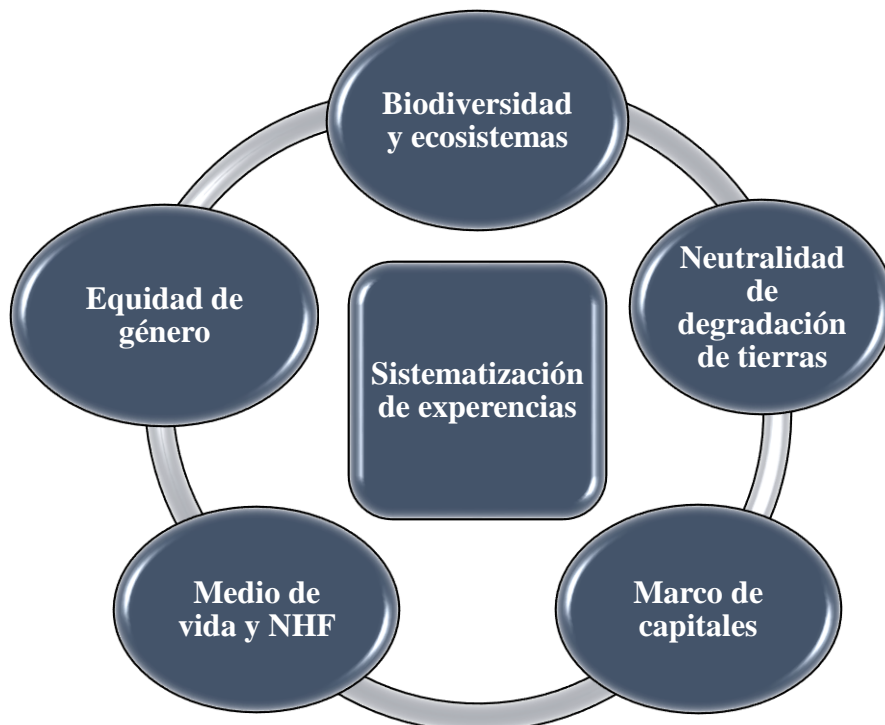 Biodiversidad
y ecosistemas
Neutralidad
de
degradación
de tierras
Equidad de
género
Sistematización
de experencias
Medio de
vida y NHF
Marco de
capitales